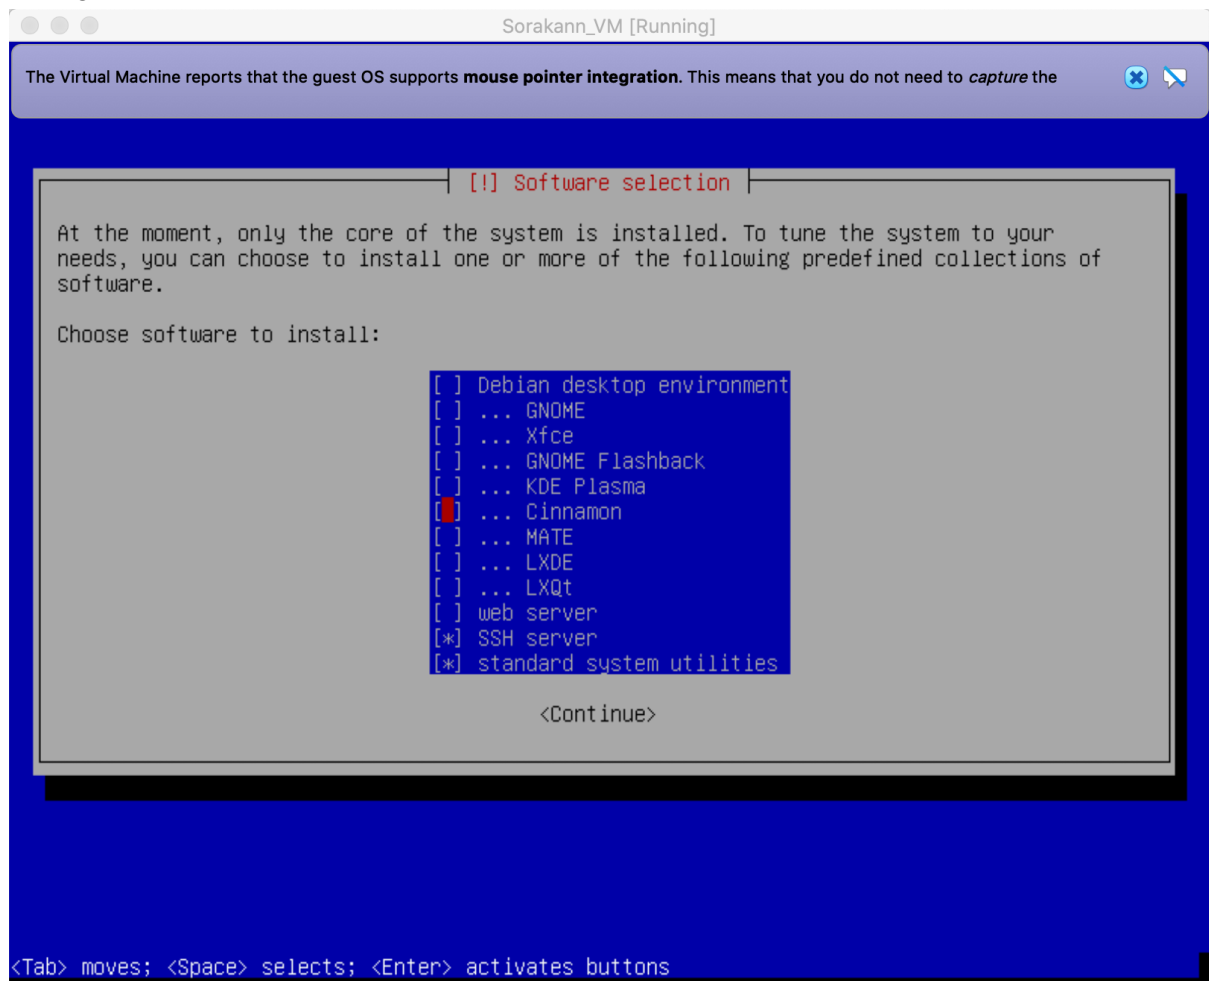 Sorakann_VM [Running]
The Virtual Machine reports that the guest OS supports mouse pointer integration. This means that you do not need to capture the
[!] Software selection
At the moment, only the core of the system is installed. To tune the system to your
needs, you can choose to install one or more of the following predefined collections of
software.
Choose software to install:
[ ] Debian desktop environment
[ ] ... GNOME
[ ] ... Xfce
[ ] ... GNOME Flashback
[ ] ... KDE Plasma
[ ] ... Cinnamon
[ ] ... MATE
[ ] ... LXDE
[ ] ... LXQt
[ ] web server
[*] SSH server
[*] standard system utilities
<Continue>
<Tab> moves; <Space> selects; <Enter> activates buttons